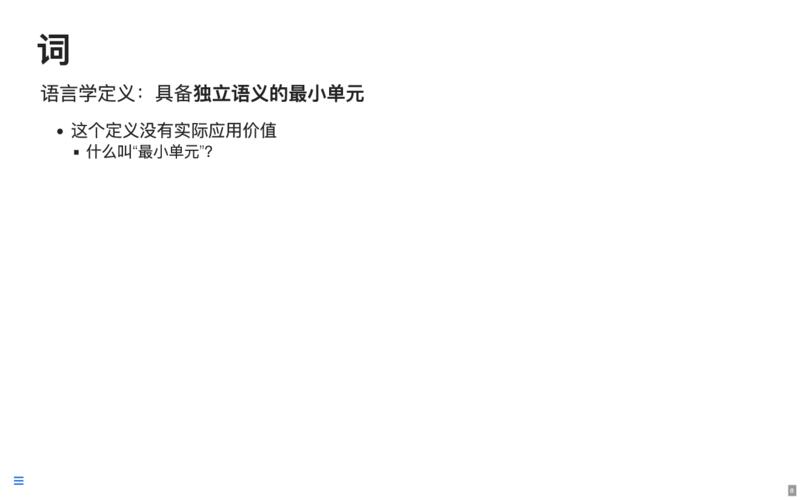 词
语言学定义：具备独立语义的最小单元
这个定义没有实际应用价值
什么叫“最小单元”?